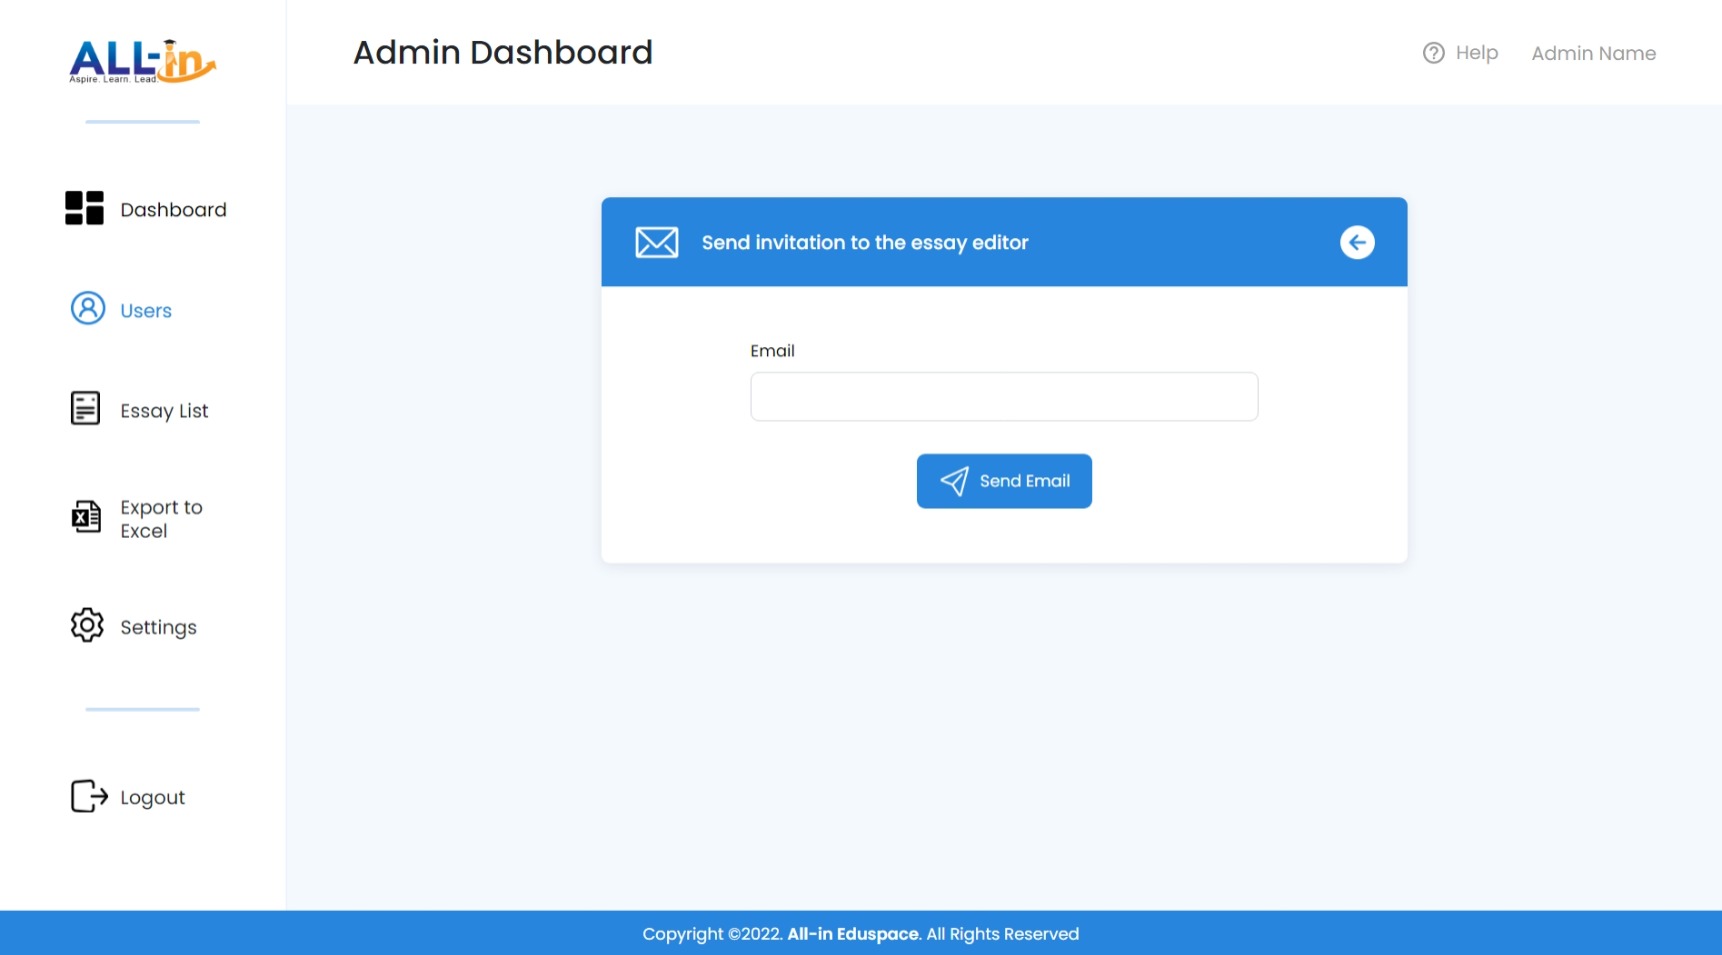 ALL-in
Aspire. Learn. Lead.
Admin Dashboard
Help
Admin Name
Dashboard
Users
Essay List
Export to
Excel
Settings
Logout
Send invitation to the essay editor
Email
Send Email
Copyright ©2022. All-in Eduspace. All Rights Reserved